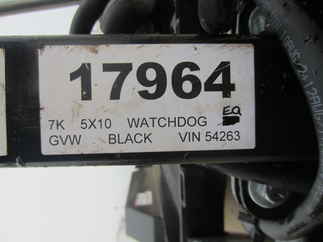 17964
EQ
7K 5X10 WATCHDOG
GVW BLACK VIN 54263